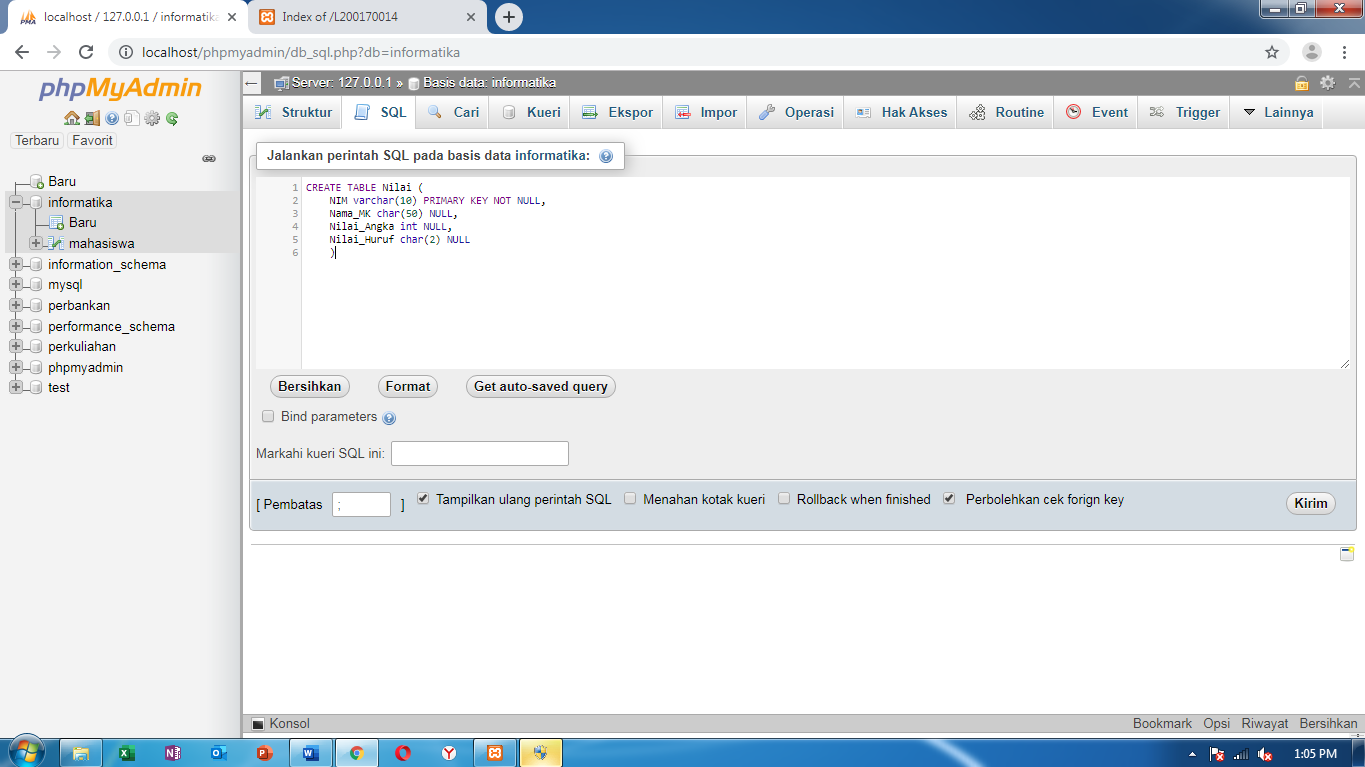 localhost / 127.0.0.1 / informatika
Index of /L200170014
localhost/phpmyadmin/db_sql.php?db=informatika
phpMyAdmin
Terbaru Favorit
Baru
informatika
Baru
mahasiswa
information_schema
mysql
perbankan
performance_schema
perkuliahan
phpmyadmin
test
Server: 127.0.0.1 » Basis data: informatika
Struktur SQL Cari Kueri Ekspor Impor Operasi Hak Akses Routine Event Trigger Lainnya
Jalankan perintah SQL pada basis data informatika:
1 CREATE TABLE Nilai (
2 NIM varchar(10) PRIMARY KEY NOT NULL,
3 Nama_MK char(50) NULL,
4 Nilai_Angka int NULL,
5 Nilai_Huruf char(2) NULL
6 )
Bersihkan Format Get auto-saved query
Bind parameters
Markahi kueri SQL ini:
[ Pembatas ; ] Tampilkan ulang perintah SQL Menahan kotak kueri Rollback when finished Perbolehkan cek forign key Kirim
Konsol Bookmark Opsi Riwayat Bersihkan
1:05 PM